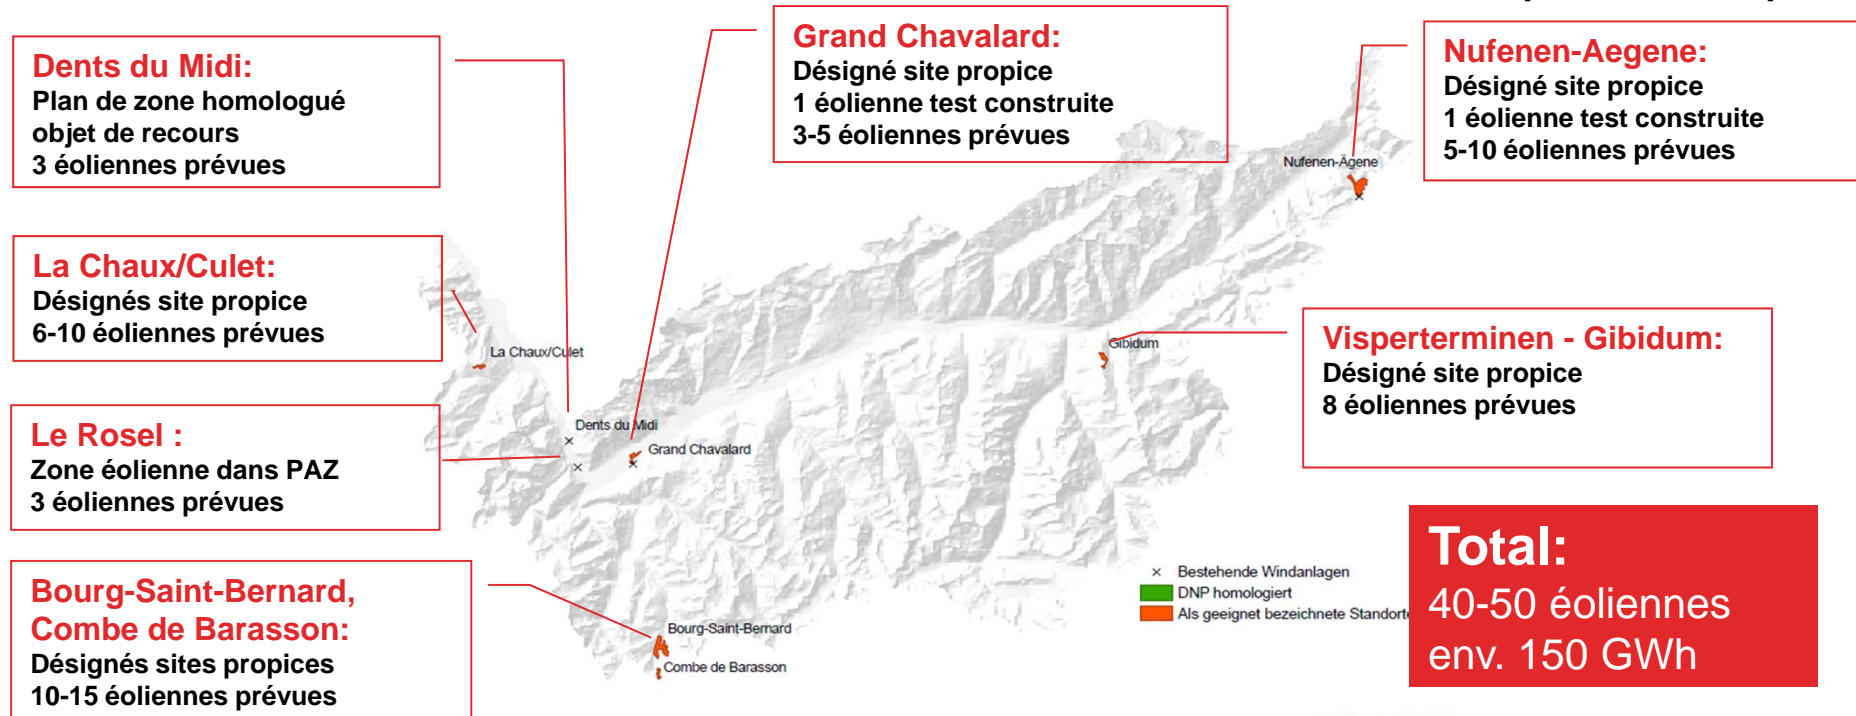 Dents du Midi:
Plan de zone homologué
objet de recours
3 éoliennes prévues
Grand Chavalard:
Désigné site propice
1 éolienne test construite
3-5 éoliennes prévues
Nufenen-Aegene:
Désigné site propice
1 éolienne test construite
5-10 éoliennes prévues
La Chaux/Culet:
Désignés site propice
6-10 éoliennes prévues
Le Rosel :
Zone éolienne dans PAZ
3 éoliennes prévues
Bourg-Saint-Bernard,
Combe de Barasson:
Désignés sites propices
10-15 éoliennes prévues
Visperterminen - Gibidum:
Désigné site propice
8 éoliennes prévues
Nufenen-Ägene
La Chaux/Culet
Gibidum
Dents du Midi
Grand Chavalard
Bourg-Saint-Bernard
Combe de Barasson
× Bestehende Windanlagen
DNP homologiert
Als geeignet bezeichnete Standorte
Total:
40-50 éoliennes
env. 150 GWh